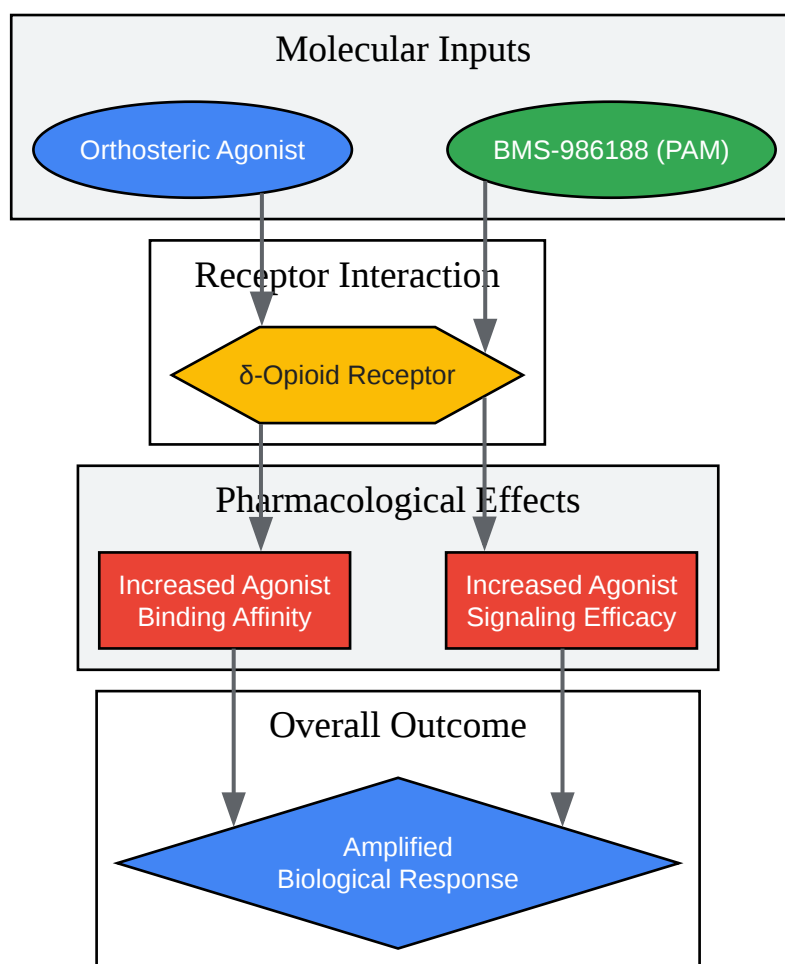 Molecular Inputs
Orthosteric Agonist
BMS-986188 (PAM)
Receptor Interaction
δ-Opioid Receptor
Pharmacological Effects
Increased Agonist
Binding Affinity
Increased Agonist
Signaling Efficacy
Overall Outcome
Amplified
Biological Response